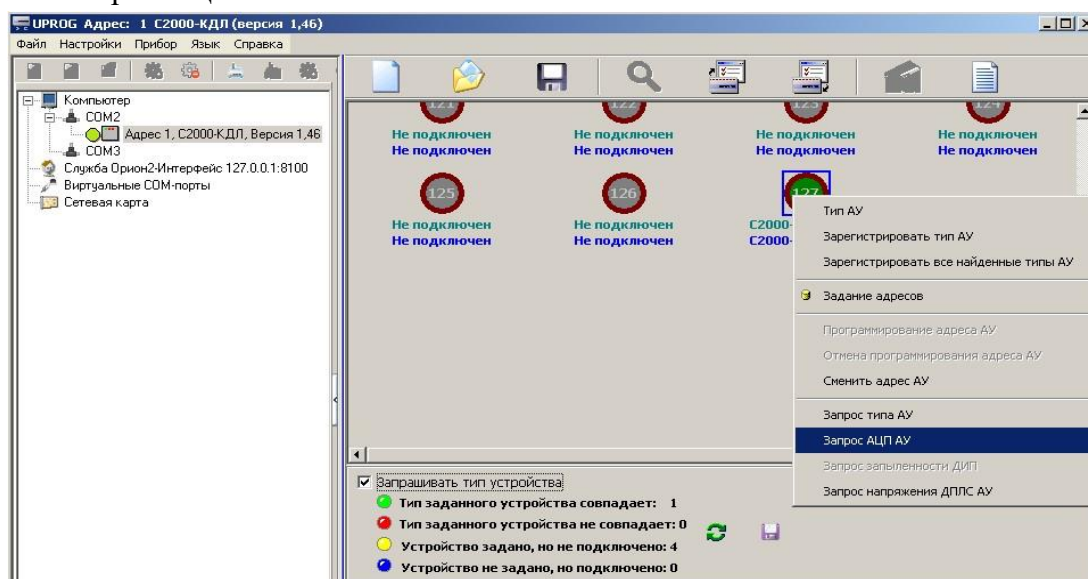 UPROG Адрес: 1 С2000-КДЛ (версия 1,46)
Файл Настройки Прибор Язык Справка
Компьютер
COM2
Адрес 1, С2000-КДЛ, Версия 1,46
COM3
Служба Орион2-Интерфейс 127.0.0.1:8100
Виртуальные COM-порты
Сетевая карта
121 122 123 124
Не подключен Не подключен Не подключен Не подключен
Не подключен Не подключен Не подключен Не подключен
125 126 127
Не подключен Не подключен С2000-
Не подключен Не подключен С2000-
Тип АУ
Зарегистрировать тип АУ
Зарегистрировать все найденные типы АУ
Задание адресов
Программирование адреса АУ
Отмена программирования адреса АУ
Сменить адрес АУ
Запрос типа АУ
Запрос АЦП АУ
Запрос запыленности ДИП
Запрос напряжения ДПЛС АУ
Запрашивать тип устройства
Тип заданного устройства совпадает: 1
Тип заданного устройства не совпадает: 0
Устройство задано, но не подключено: 4
Устройство не задано, но подключено: 0